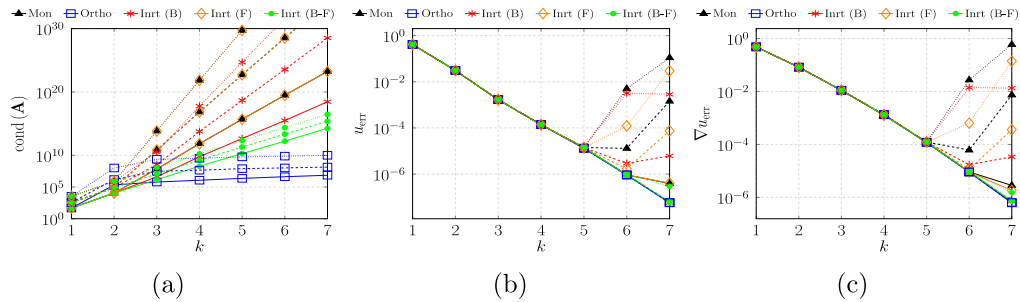 Mon Ortho Inrt (B) Inrt (F) Inrt (B-F)
10^30
10^20
10^15
10^10
10^5
10^0
cond (A)
1 2 3 4 5 6 7
k
(a)
Mon Ortho Inrt (B) Inrt (F) Inrt (B-F)
10^0
10^−2
10^−4
10^−6
u_err
1 2 3 4 5 6 7
k
(b)
Mon Ortho Inrt (B) Inrt (F) Inrt (B-F)
10^0
10^−2
10^−4
10^−6
∇u_err
1 2 3 4 5 6 7
k
(c)